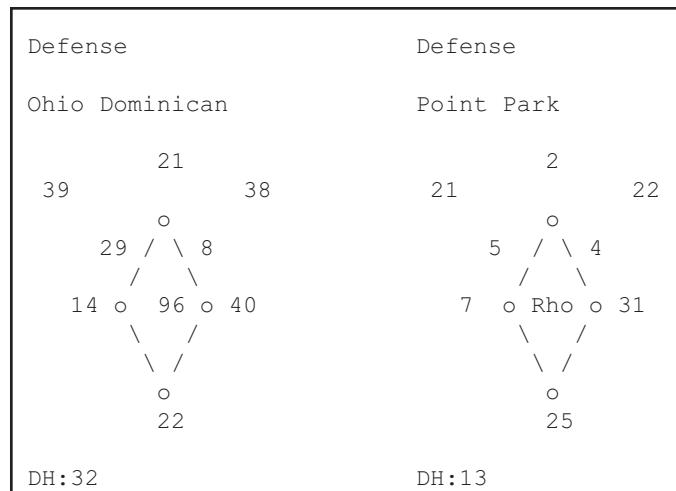 Defense Defense
Ohio Dominican Point Park
21 2
39 38 21 22
o o
29 / \ 8 5 / \ 4
/ \ / \
14 o 96 o 40 7 o Rho o 31
\ / \ /
\ / \ /
o o
22 25
DH:32 DH:13